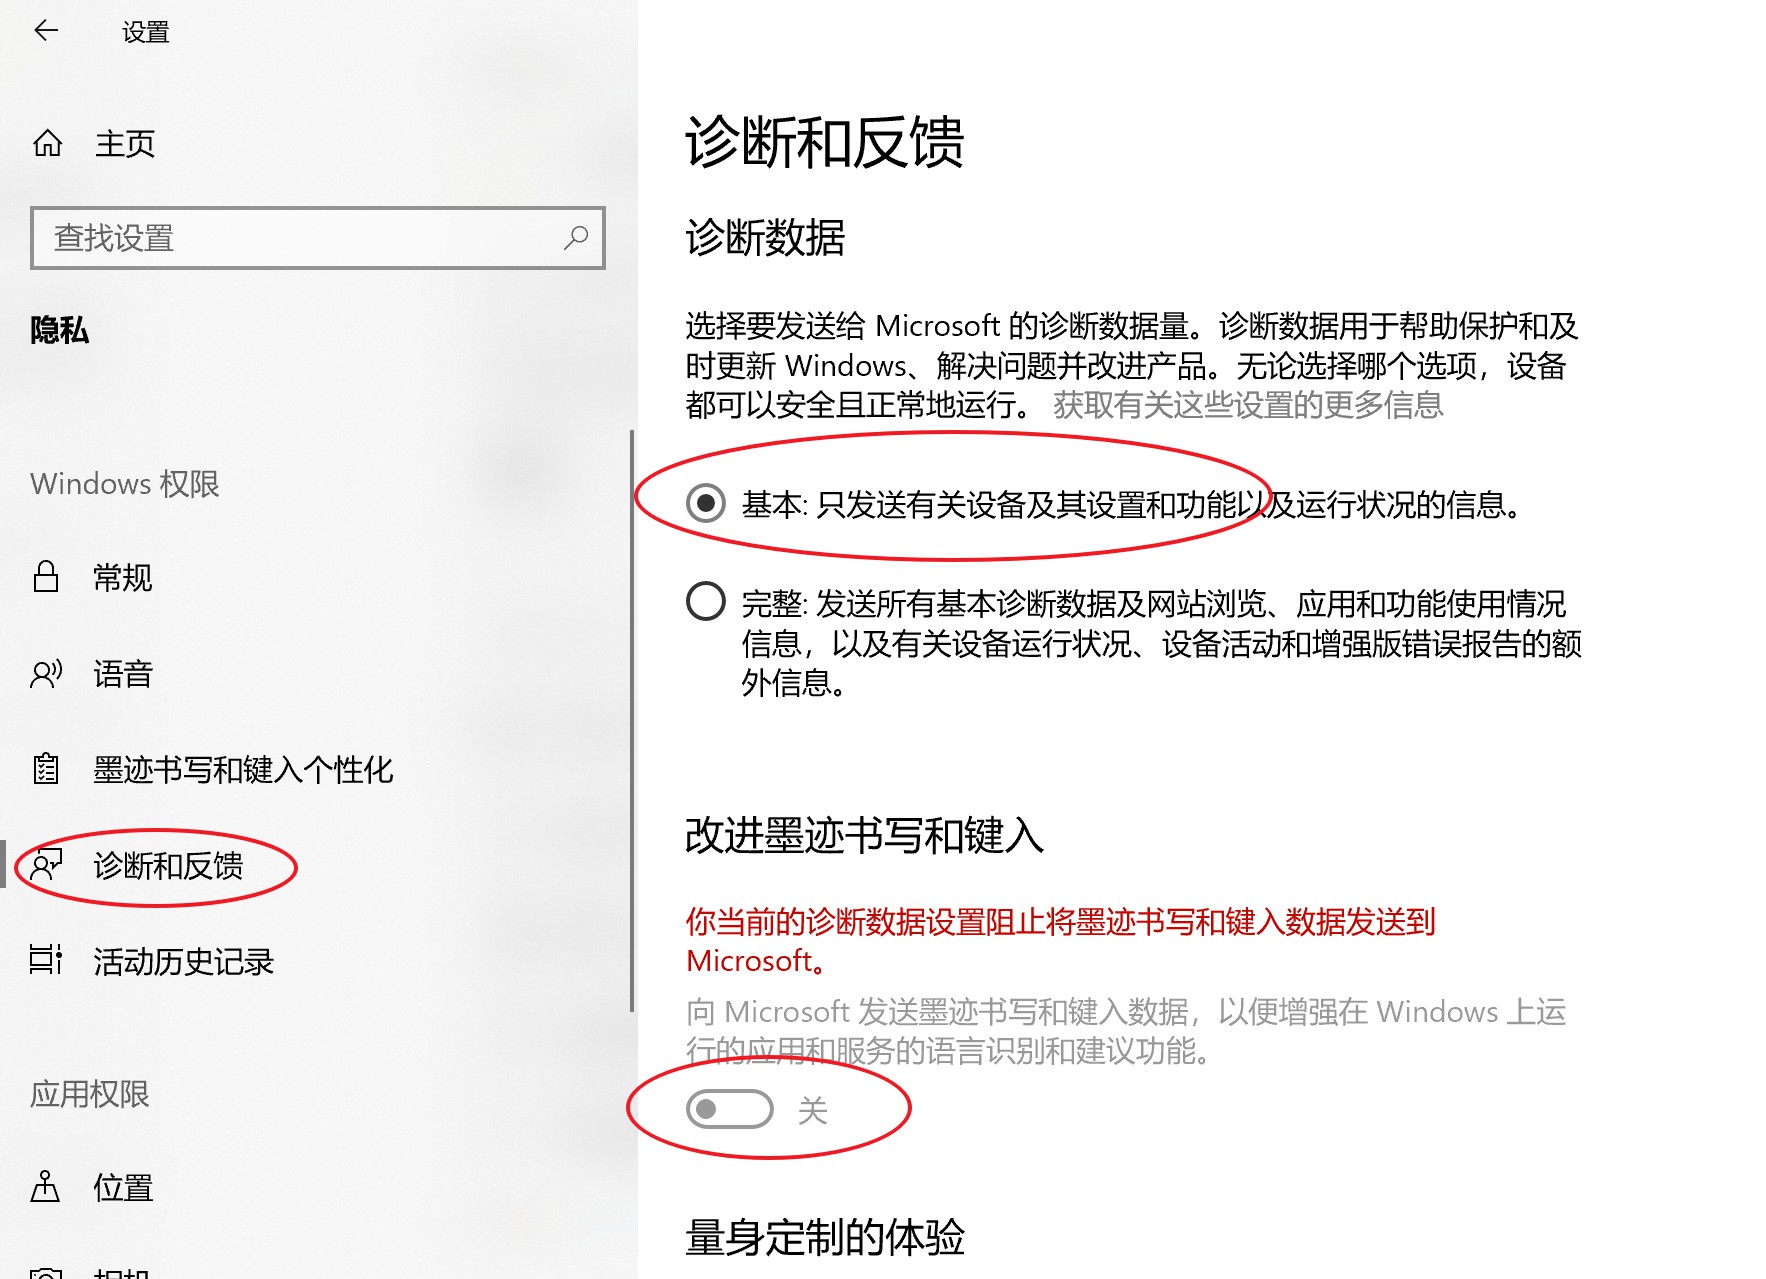 设置
主页
查找设置
隐私
Windows 权限
常规
语音
墨迹书写和键入个性化
诊断和反馈
活动历史记录
应用权限
位置
相机
诊断和反馈
诊断数据
选择要发送给 Microsoft 的诊断数据量。诊断数据用于帮助保护和及
时更新 Windows、解决问题并改进产品。无论选择哪个选项，设备
都可以安全且正常地运行。 获取有关这些设置的更多信息
基本: 只发送有关设备及其设置和功能以及运行状况的信息。
完整: 发送所有基本诊断数据及网站浏览、应用和功能使用情况
信息，以及有关设备运行状况、设备活动和增强版错误报告的额
外信息。
改进墨迹书写和键入
你当前的诊断数据设置阻止将墨迹书写和键入数据发送到
Microsoft。
向 Microsoft 发送墨迹书写和键入数据，以便增强在 Windows 上运
行的应用和服务的语言识别和建议功能。
关
量身定制的体验